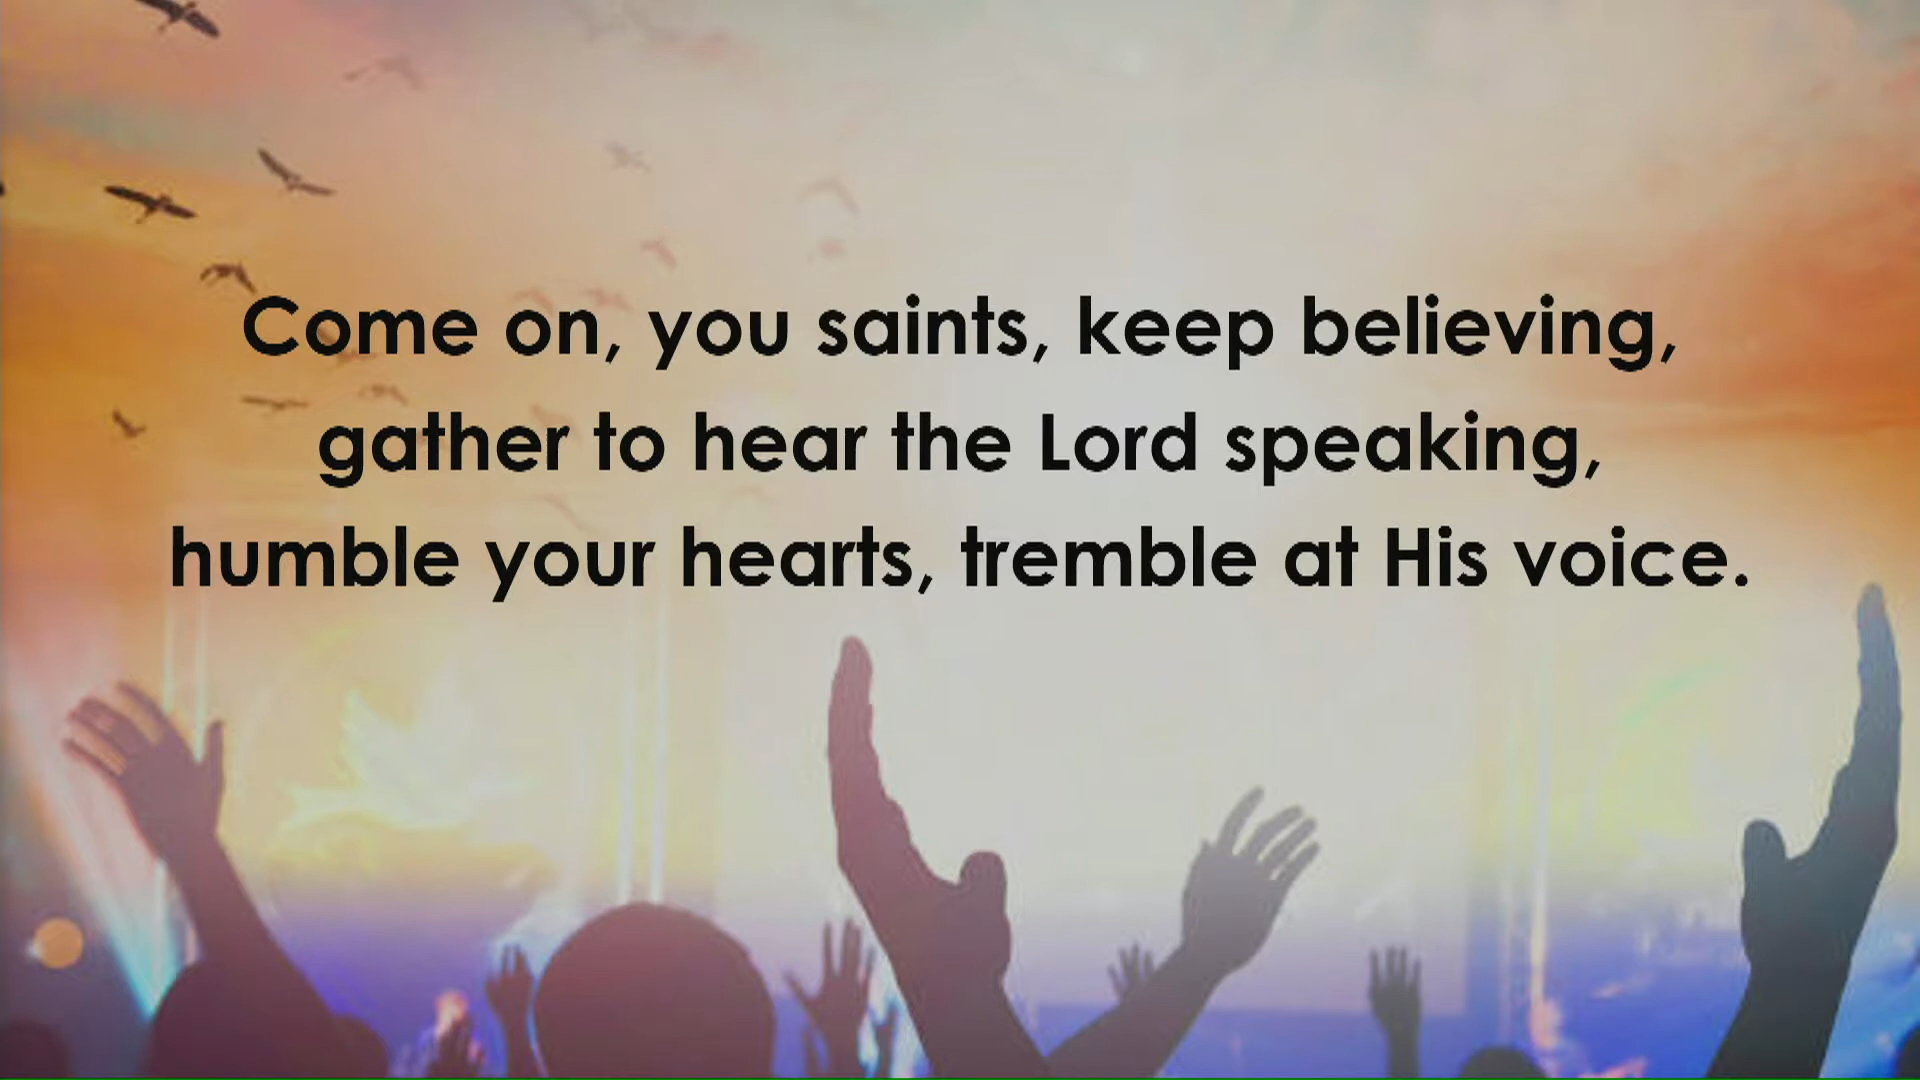 Come on, you saints, keep believing,
gather to hear the Lord speaking,
humble your hearts, tremble at His voice.